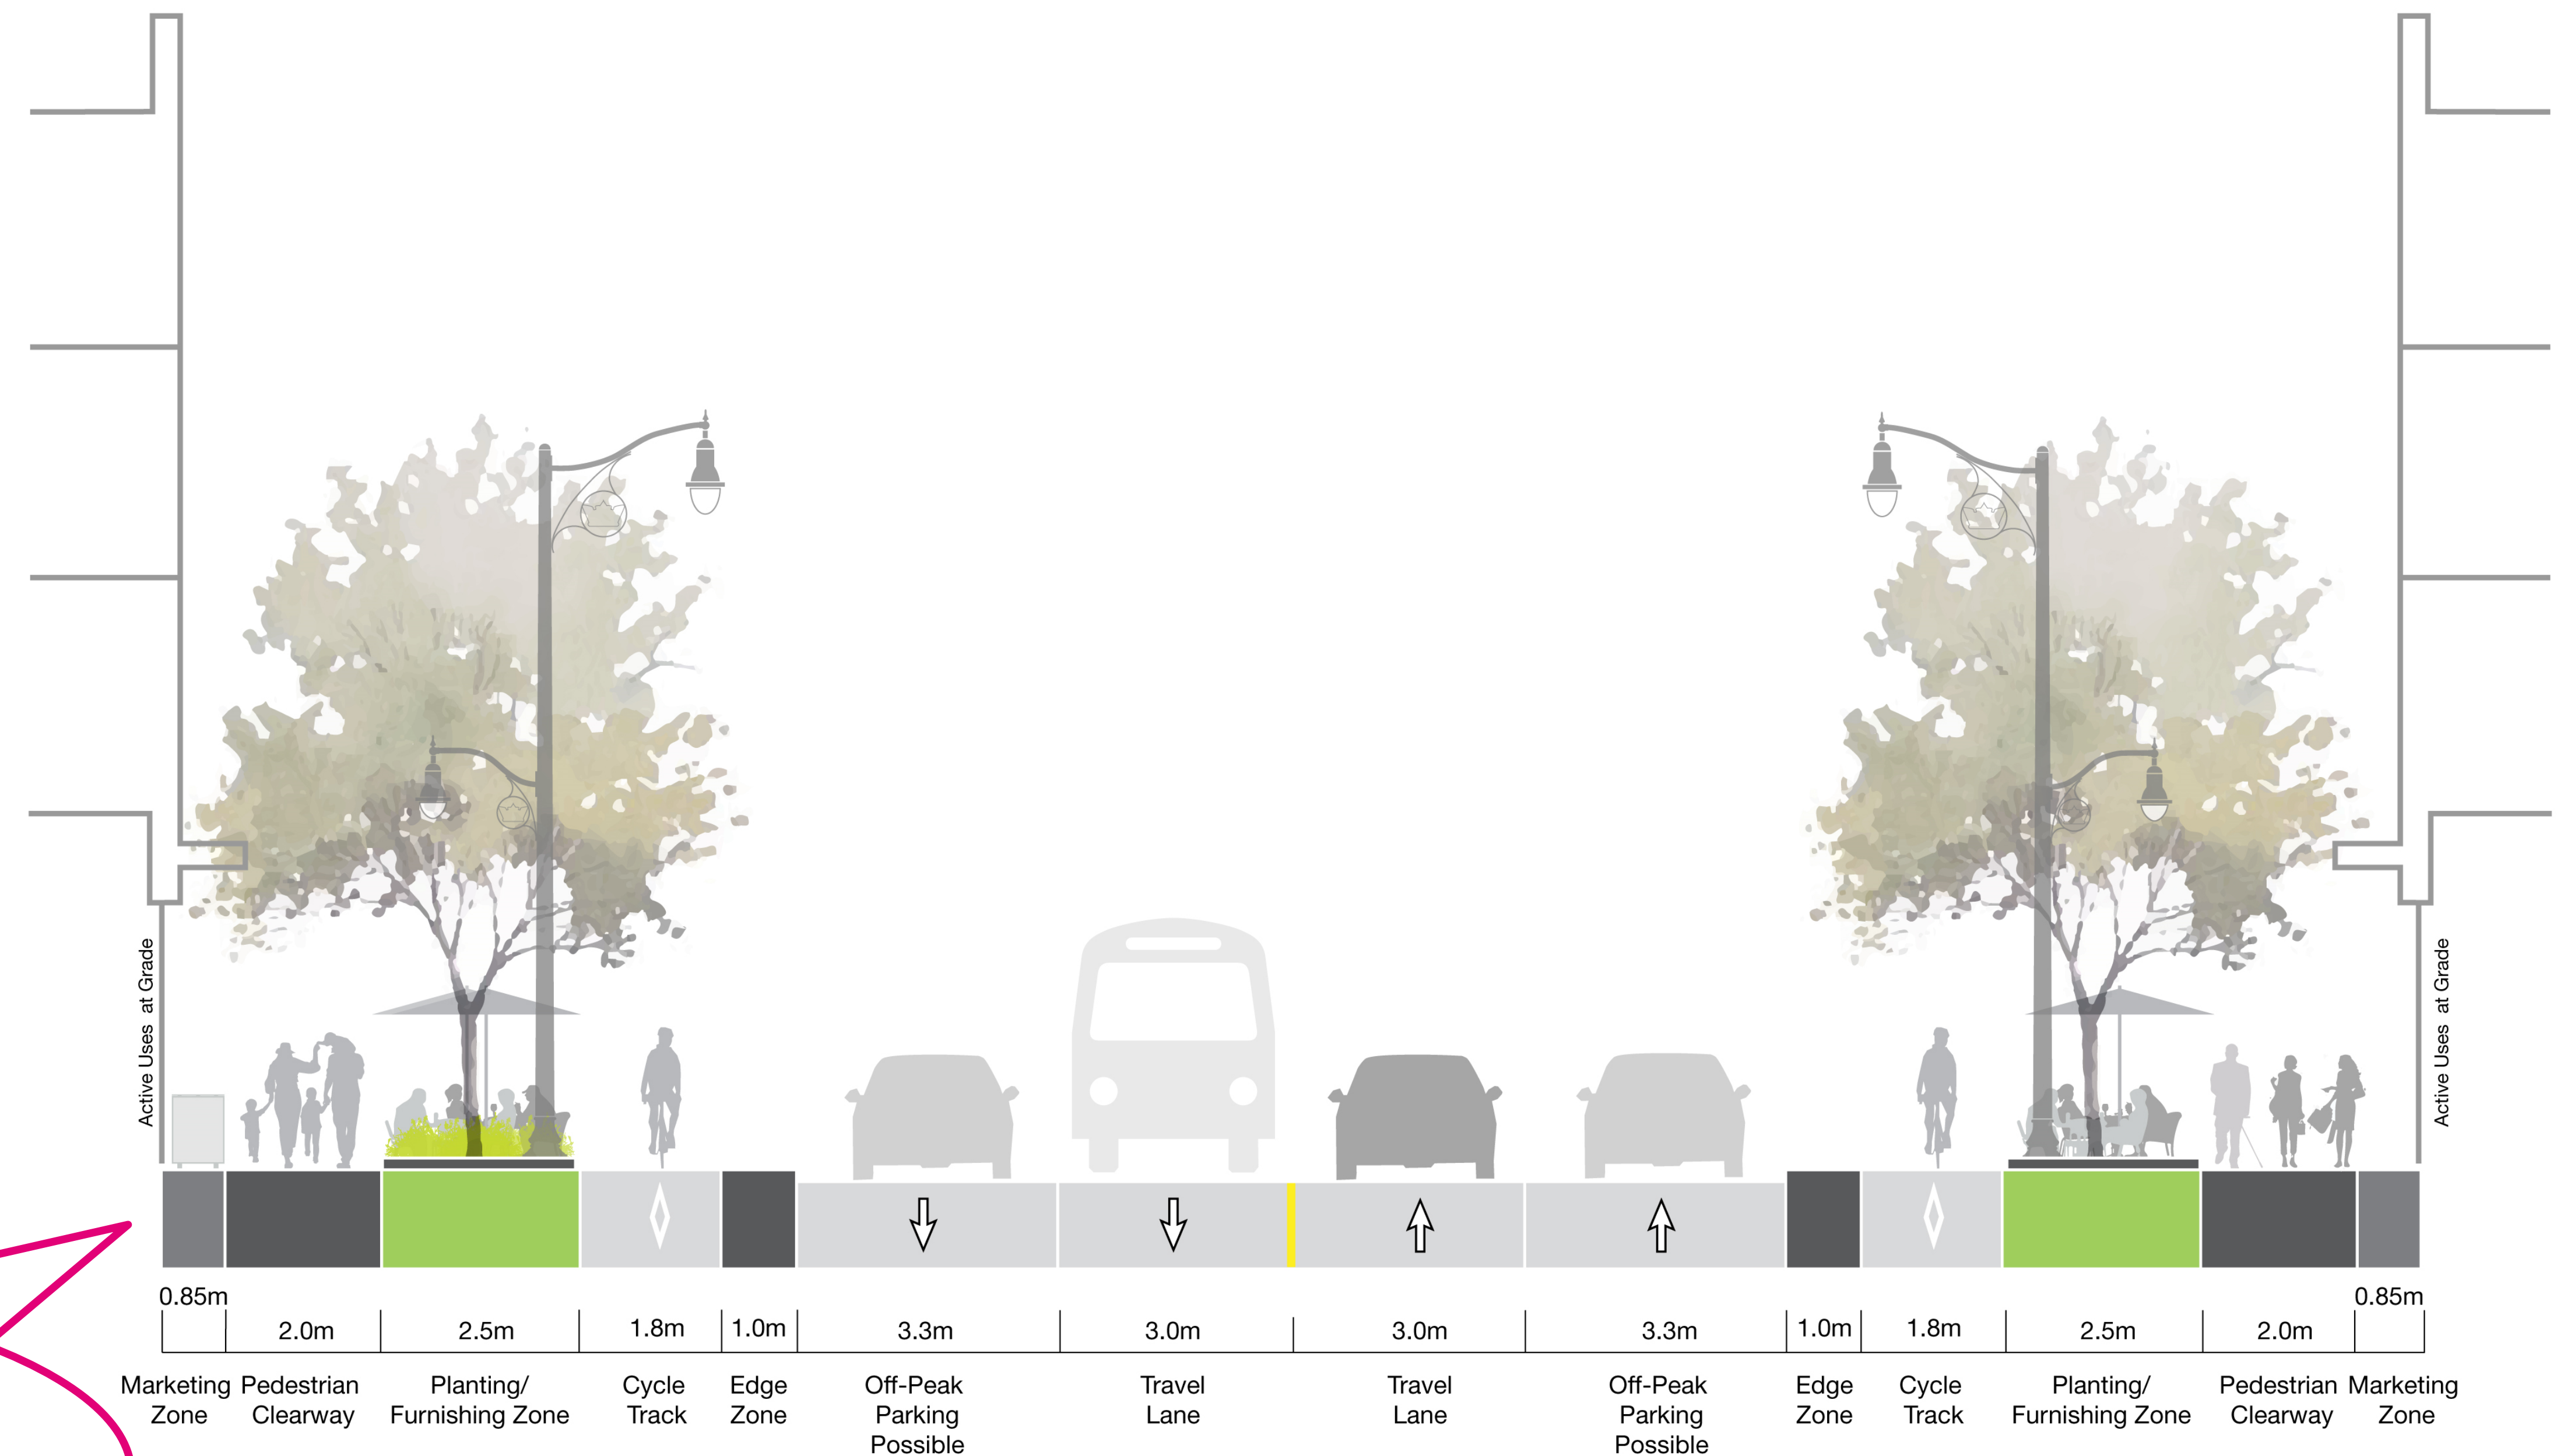 Active Uses at Grade
Active Uses at Grade
0.85m
2.0m
2.5m
1.8m
1.0m
3.3m
3.0m
3.0m
3.3m
1.0m
1.8m
2.5m
2.0m
0.85m
Marketing
Zone
Pedestrian
Clearway
Planting/
Furnishing Zone
Cycle
Track
Edge
Zone
Off-Peak
Parking
Possible
Travel
Lane
Travel
Lane
Off-Peak
Parking
Possible
Edge
Zone
Cycle
Track
Planting/
Furnishing Zone
Pedestrian
Clearway
Marketing
Zone